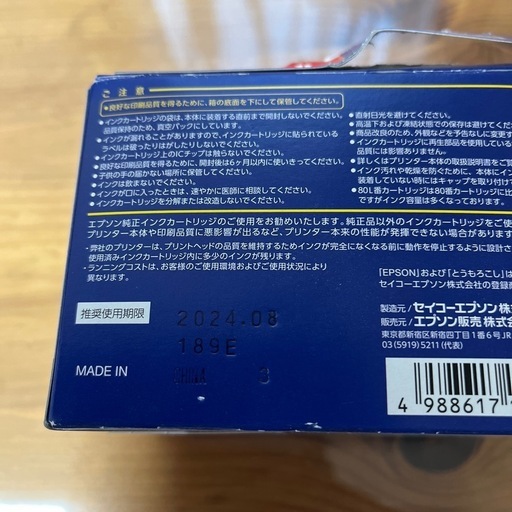 ご注意
●良好な印刷品質を得るために、箱の底面を下にして保管してください。
●インクカートリッジの袋は、本体に装着する直前まで開封しないでください。
品質保持のため、真空パックにしています。
●インクが漏れることがありますので、インクカートリッジに貼られている
ラベルは破ったりはがしたりしないでください。
●インクカートリッジ上のICチップは触らないでください。
●良好な印刷品質を得るために、開封後は6ヶ月以内に使いきってください。
●子供の手の届かない場所に保管してください。
●インクは飲まないでください。
●インクが口に入ったときは、速やかに医師に相談してください。
●インクカートリッジを分解または改造しないでください。
●直射日光を避けてください。
●高温下および凍結状態での保存は避けてください
●商品改良のため、外観などを予告なしに変更
●インクカートリッジに再生部品を使用している
品質には影響ありません。
●詳しくはプリンター本体の取扱説明書をご覧
●インク汚れや乾燥を防ぐために、本体にイン
装着していない時にはキャップを取り付け
●80L番カートリッジは80番カートリッジに比
ですがインク容量は多くなっています。
エプソン純正インクカートリッジのご使用をお勧めいたします。純正品以外のインクカートリッジをご使
プリンター本体や印刷品質に悪影響が出るなど、プリンター本来の性能が発揮できない場合があります
・弊社のプリンターは、プリントヘッドの品質を維持するためインクが完全になくなる前に動作を停止するように設計さ
使用済みインクカートリッジ内に多少のインクが残ります。
・ランニングコストは、お客様のご使用環境・ご使用状況により
異なります。
「EPSON」および「とうもろこし」は
セイコーエプソン株式会社の登録商
推奨使用期限
2024.08
189E
MADE IN CHINA 3
製造元/セイコーエプソン株
販売元/エプソン販売株式
東京都新宿区新宿四丁目1番6号JR
03(5919)5211(代表)
4 988617